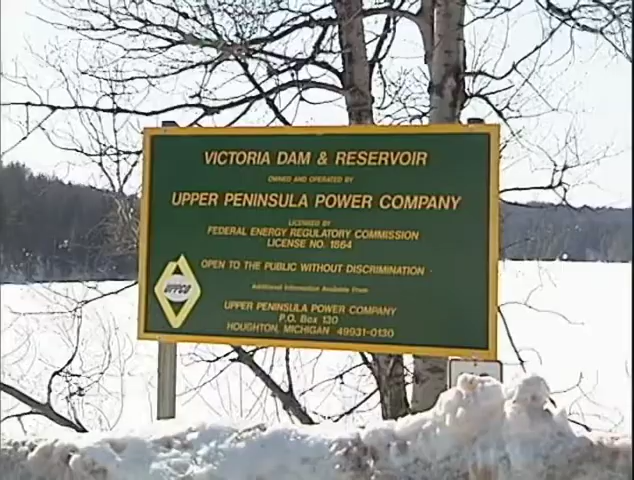 VICTORIA DAM & RESERVOIR
OWNED AND OPERATED BY
UPPER PENINSULA POWER COMPANY
LICENSED BY
FEDERAL ENERGY REGULATORY COMMISSION
LICENSE NO. 1864
OPEN TO THE PUBLIC WITHOUT DISCRIMINATION
Additional Information Available From:
UPPCO
UPPER PENINSULA POWER COMPANY
P.O. Box 130
HOUGHTON, MICHIGAN 49931-0130